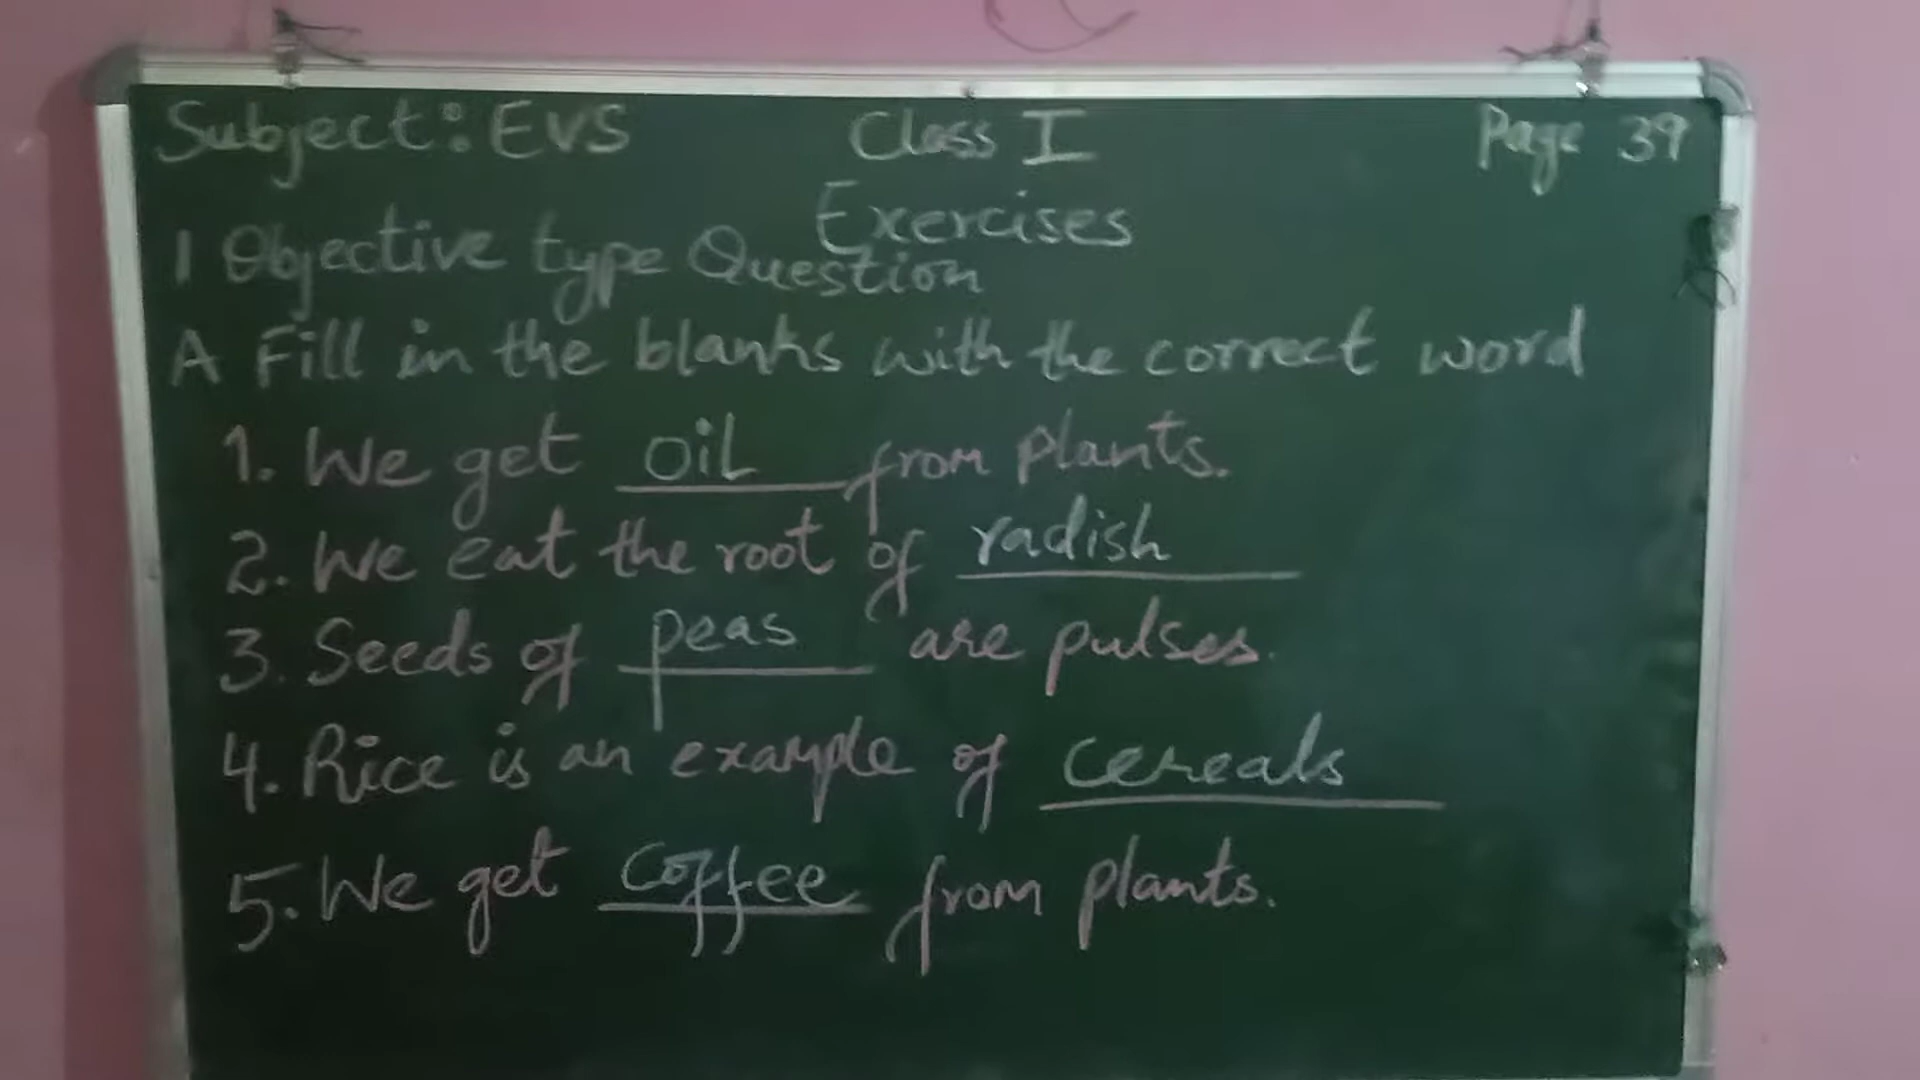 Subject: EVS Class I Page 39
Exercises
1 Objective type Question
A Fill in the blanks with the correct word
1. We get oil from plants.
2. We eat the root of radish
3. Seeds of peas are pulses.
4. Rice is an example of cereals
5. We get coffee from plants.